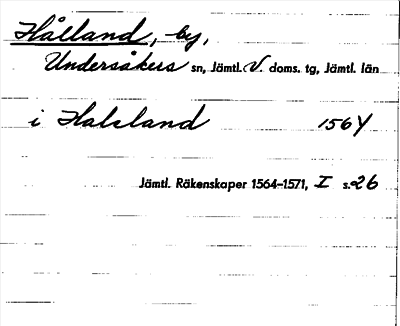 Hålland, by,
Undersåkers sn, Jämtl. V. doms. tg, Jämtl. län
i Halsland 1564
Jämtl. Räkenskaper 1564-1571, I s. 26